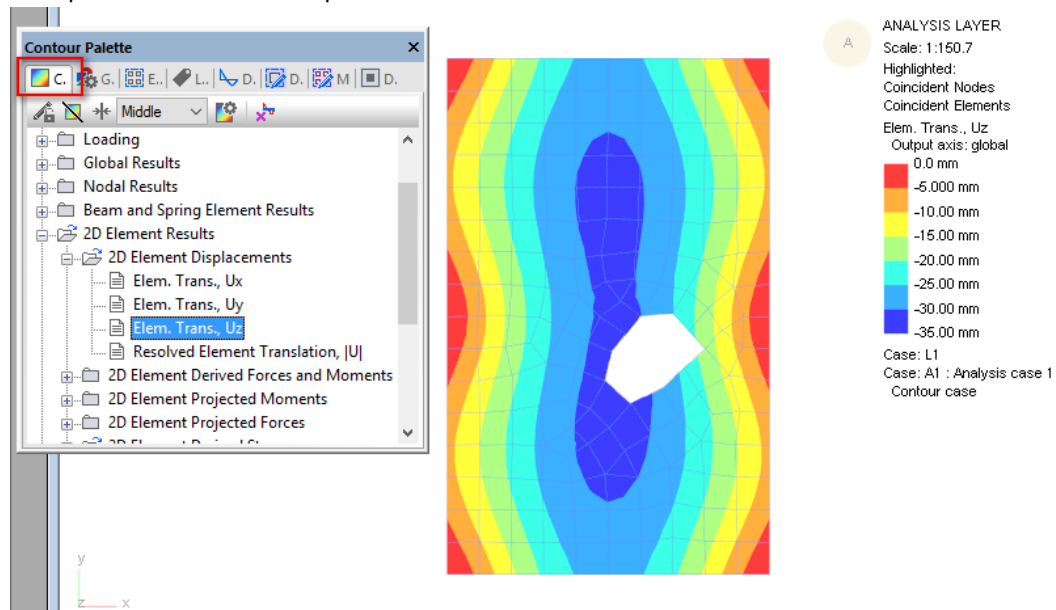 Contour Palette
C. G. E.. L.. D. D. M D.
Middle
Loading
Global Results
Nodal Results
Beam and Spring Element Results
2D Element Results
2D Element Displacements
Elem. Trans., Ux
Elem. Trans., Uy
Elem. Trans., Uz
Resolved Element Translation, |U|
2D Element Derived Forces and Moments
2D Element Projected Moments
2D Element Projected Forces
A
ANALYSIS LAYER
Scale: 1:150.7
Highlighted:
Coincident Nodes
Coincident Elements
Elem. Trans., Uz
Output axis: global
0.0 mm
-5.000 mm
-10.00 mm
-15.00 mm
-20.00 mm
-25.00 mm
-30.00 mm
-35.00 mm
Case: L1
Case: A1 : Analysis case 1
Contour case
y
z x